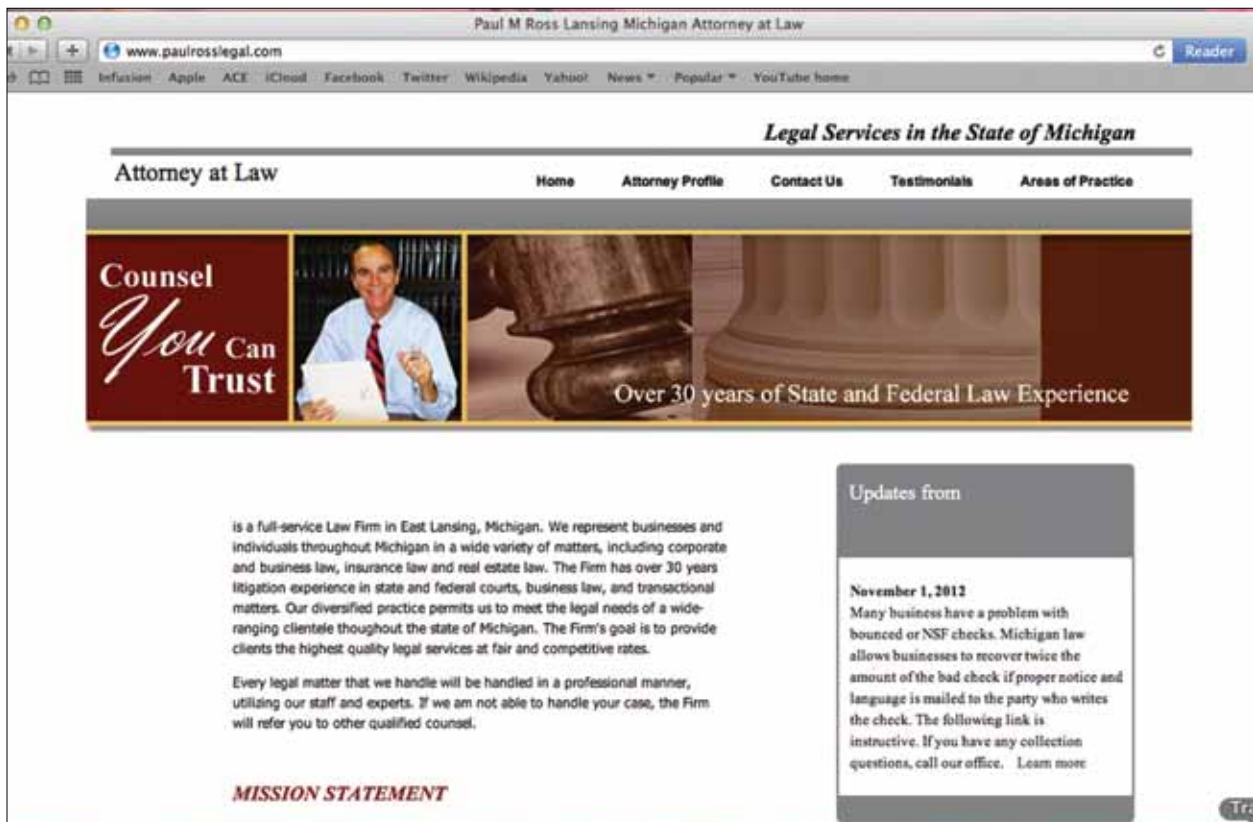 Paul M Ross Lansing Michigan Attorney at Law
www.paulrosslegal.com
Reader
Infusion Apple ACE iCloud Facebook Twitter Wikipedia Yahoo! News Popular YouTube home
Legal Services in the State of Michigan
Attorney at Law
Home Attorney Profile Contact Us Testimonials Areas of Practice
Counsel
You Can
Trust
Over 30 years of State and Federal Law Experience
is a full-service Law Firm in East Lansing, Michigan. We represent businesses and
individuals throughout Michigan in a wide variety of matters, including corporate
and business law, insurance law and real estate law. The Firm has over 30 years
litigation experience in state and federal courts, business law, and transactional
matters. Our diversified practice permits us to meet the legal needs of a wide-
ranging clientele thoughout the state of Michigan. The Firm's goal is to provide
clients the highest quality legal services at fair and competitive rates.
Every legal matter that we handle will be handled in a professional manner,
utilizing our staff and experts. If we am not able to handle your case, the Firm
will refer you to other qualified counsel.
MISSION STATEMENT
Updates from
November 1, 2012
Many business have a problem with
bounced or NSF checks. Michigan law
allows businesses to recover twice the
amount of the bad check if proper notice and
language is mailed to the party who writes
the check. The following link is
instructive. If you have any collection
questions, call our office. Learn more